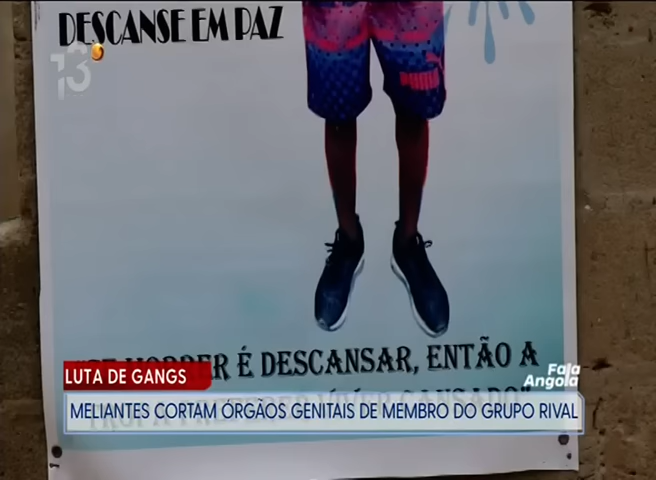 DESCANSE EM PAZ
13
PUMA
É DESCANSAR, ENTÃO A
LUTA DE GANGS
Fala
Angola
MELIANTES CORTAM ÓRGÃOS GENITAIS DE MEMBRO DO GRUPO RIVAL